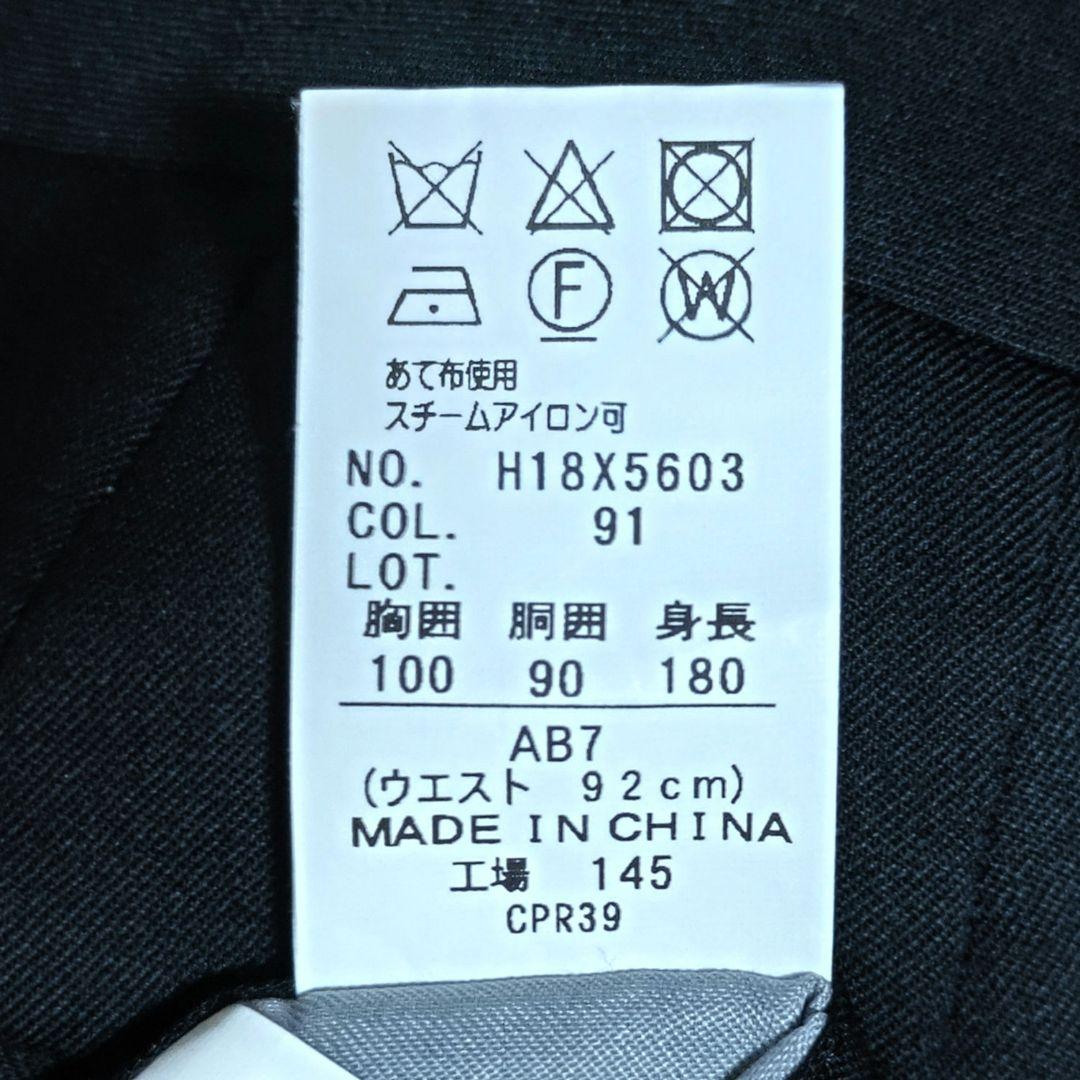 F W
あて布使用
スチームアイロン可
NO. H18X5603
COL. 91
LOT.
胸囲 胴囲 身長
100 90 180
AB7
(ウエスト 92cm)
MADE IN CHINA
工場 145
CPR39